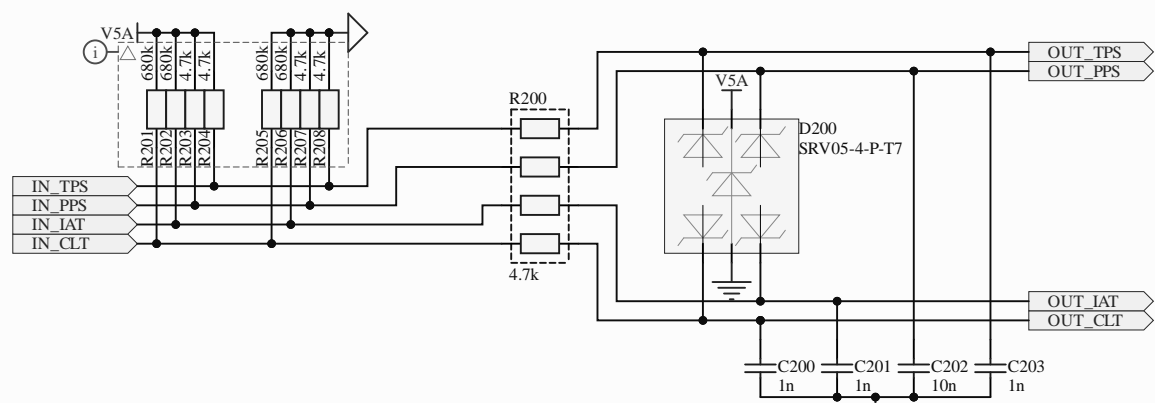 V5A
i
680k
680k
4.7k
4.7k
680k
680k
4.7k
4.7k
R201
R202
R203
R204
R205
R206
R207
R208
IN_TPS
IN_PPS
IN_IAT
IN_CLT
R200
4.7k
V5A
D200
SRV05-4-P-T7
OUT_TPS
OUT_PPS
OUT_IAT
OUT_CLT
C200
1n
C201
1n
C202
10n
C203
1n